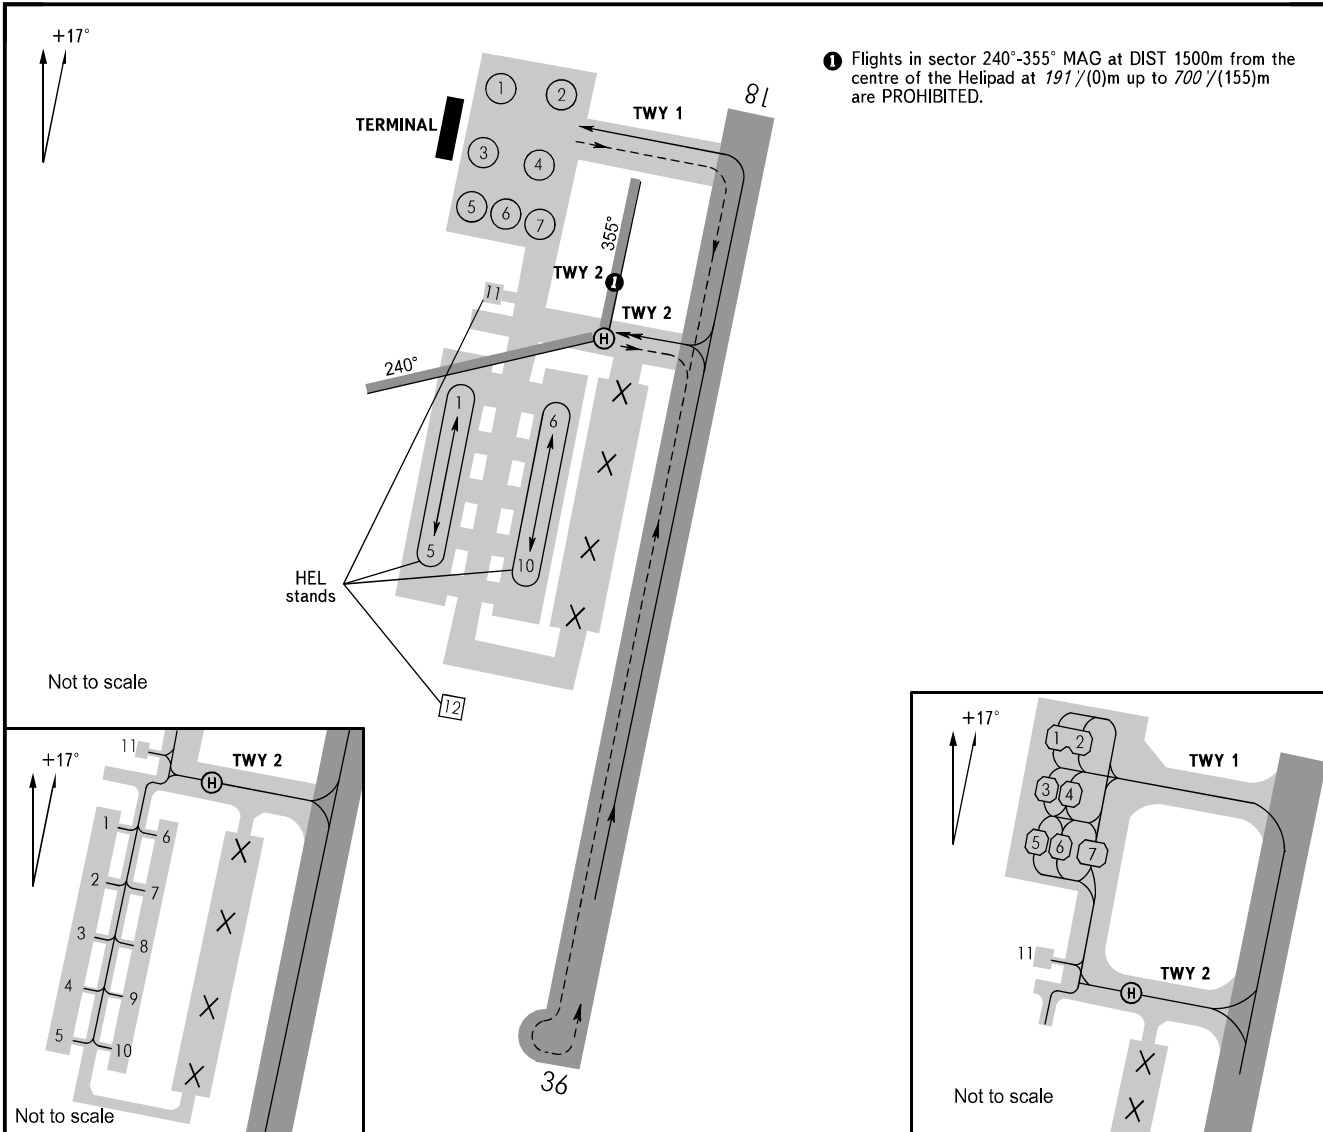 +17°
❶ Flights in sector 240°-355° MAG at DIST 1500m from the
centre of the Helipad at 191'/(0)m up to 700'/(155)m
are PROHIBITED.
18
TWY 1
TERMINAL
1
2
3
4
5
6
7
355°
TWY 2
1
TWY 2
11
H
240°
1
6
5
10
HEL
stands
12
36
Not to scale
+17°
11
TWY 2
H
1
6
2
7
3
8
4
9
5
10
Not to scale
+17°
1
2
TWY 1
3
4
5
6
7
11
TWY 2
H
Not to scale